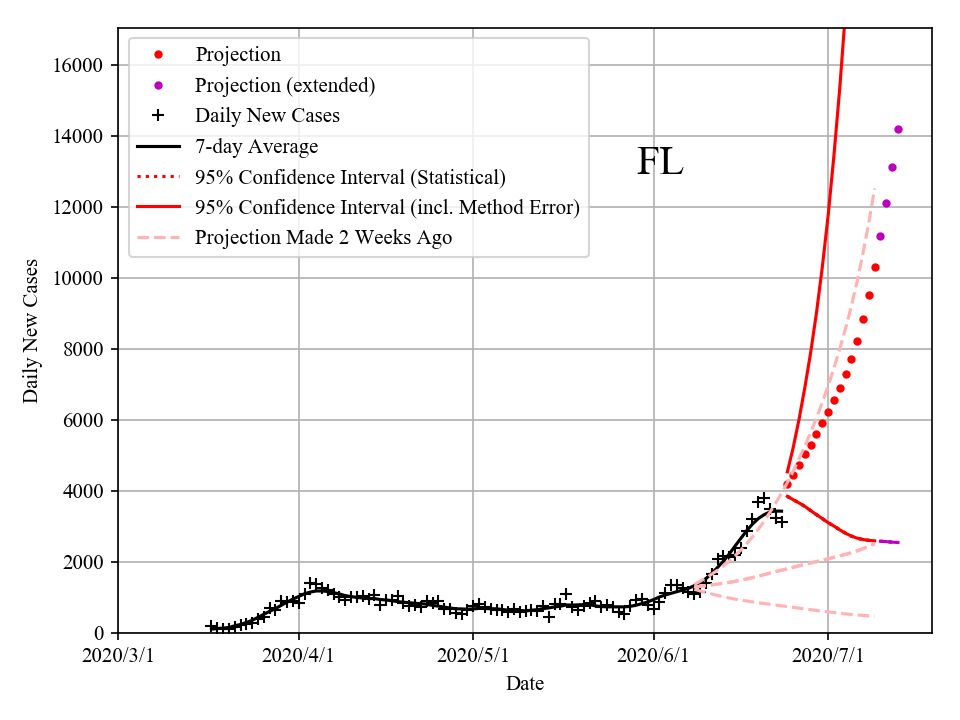 16000
14000
12000
10000
8000
6000
4000
2000
0
Daily New Cases
Projection
Projection (extended)
Daily New Cases
7-day Average
95% Confidence Interval (Statistical)
95% Confidence Interval (incl. Method Error)
Projection Made 2 Weeks Ago
FL
2020/3/1 2020/4/1 2020/5/1 2020/6/1 2020/7/1
Date